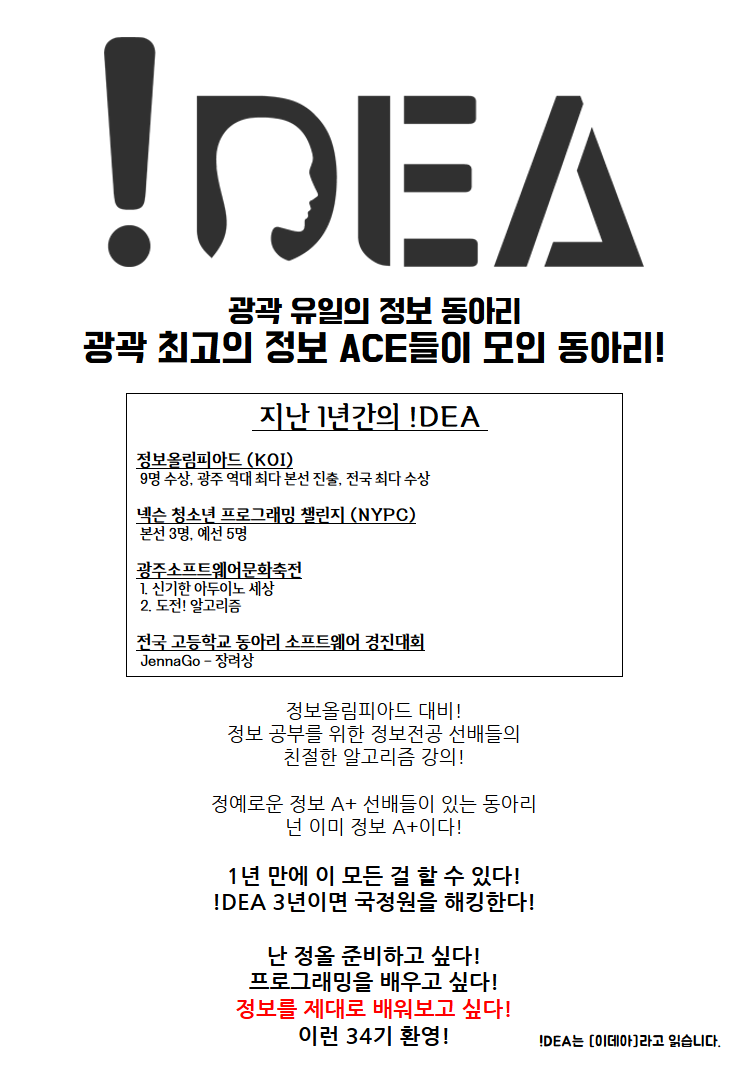 !DEA
광곽 유일의 정보 동아리
광곽 최고의 정보 ACE들이 모인 동아리!
지난 1년간의 !DEA
정보올림피아드 (KOI)
9명 수상, 광주 역대 최다 본선 진출, 전국 최다 수상
넥슨 청소년 프로그래밍 챌린지 (NYPC)
본선 3명, 예선 5명
광주소프트웨어문화축전
1. 신기한 아두이노 세상
2. 도전! 알고리즘
전국 고등학교 동아리 소프트웨어 경진대회
JennaGo – 장려상
정보올림피아드 대비!
정보 공부를 위한 정보전공 선배들의
친절한 알고리즘 강의!
정예로운 정보 A+ 선배들이 있는 동아리
넌 이미 정보 A+이다!
1년 만에 이 모든 걸 할 수 있다!
!DEA 3년이면 국정원을 해킹한다!
난 정올 준비하고 싶다!
프로그래밍을 배우고 싶다!
정보를 제대로 배워보고 싶다!
이런 34기 환영!
!DEA는 [이데아]라고 읽습니다.